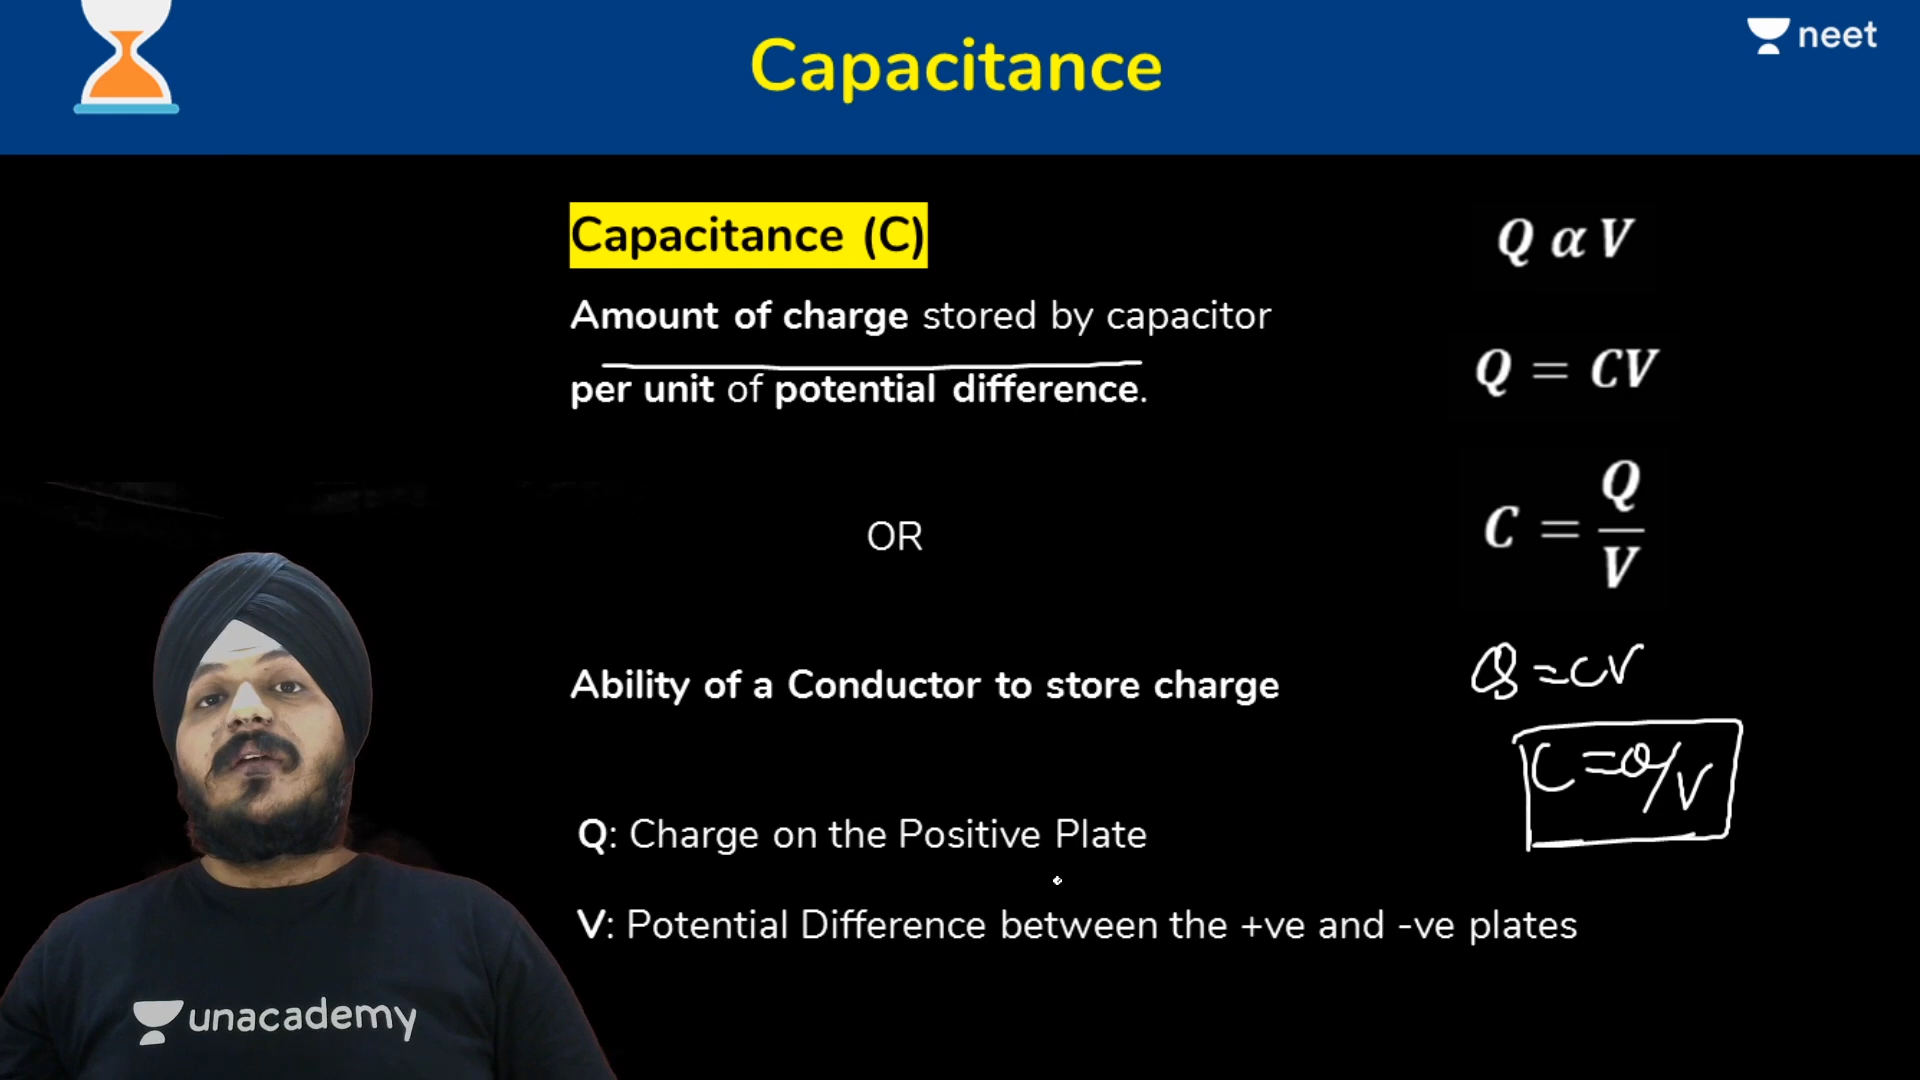 Capacitance
neet
Capacitance (C)
Amount of charge stored by capacitor
per unit of potential difference.
OR
Ability of a Conductor to store charge
Q: Charge on the Positive Plate
V: Potential Difference between the +ve and -ve plates
Q α V
Q = CV
C = Q/V
Q = CV
C = Q/V
unacademy